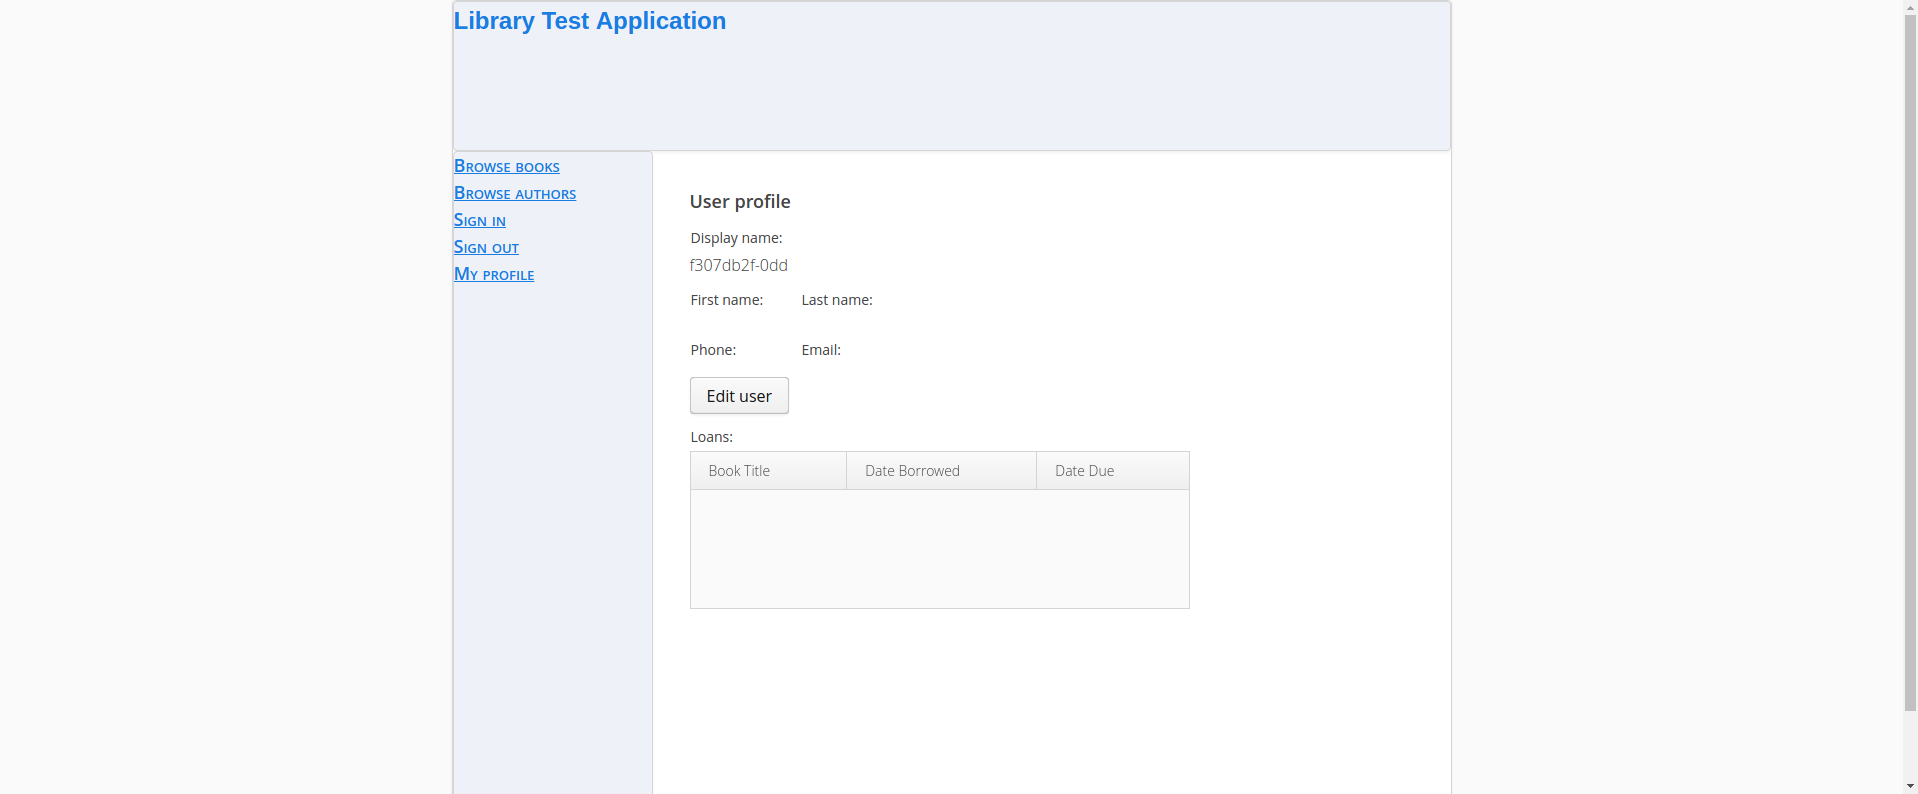 Library Test Application
Browse books
Browse authors
Sign in
Sign out
My profile
User profile
Display name:
f307db2f-0dd
First name: Last name:
Phone: Email:
Edit user
Loans:
Book Title Date Borrowed Date Due